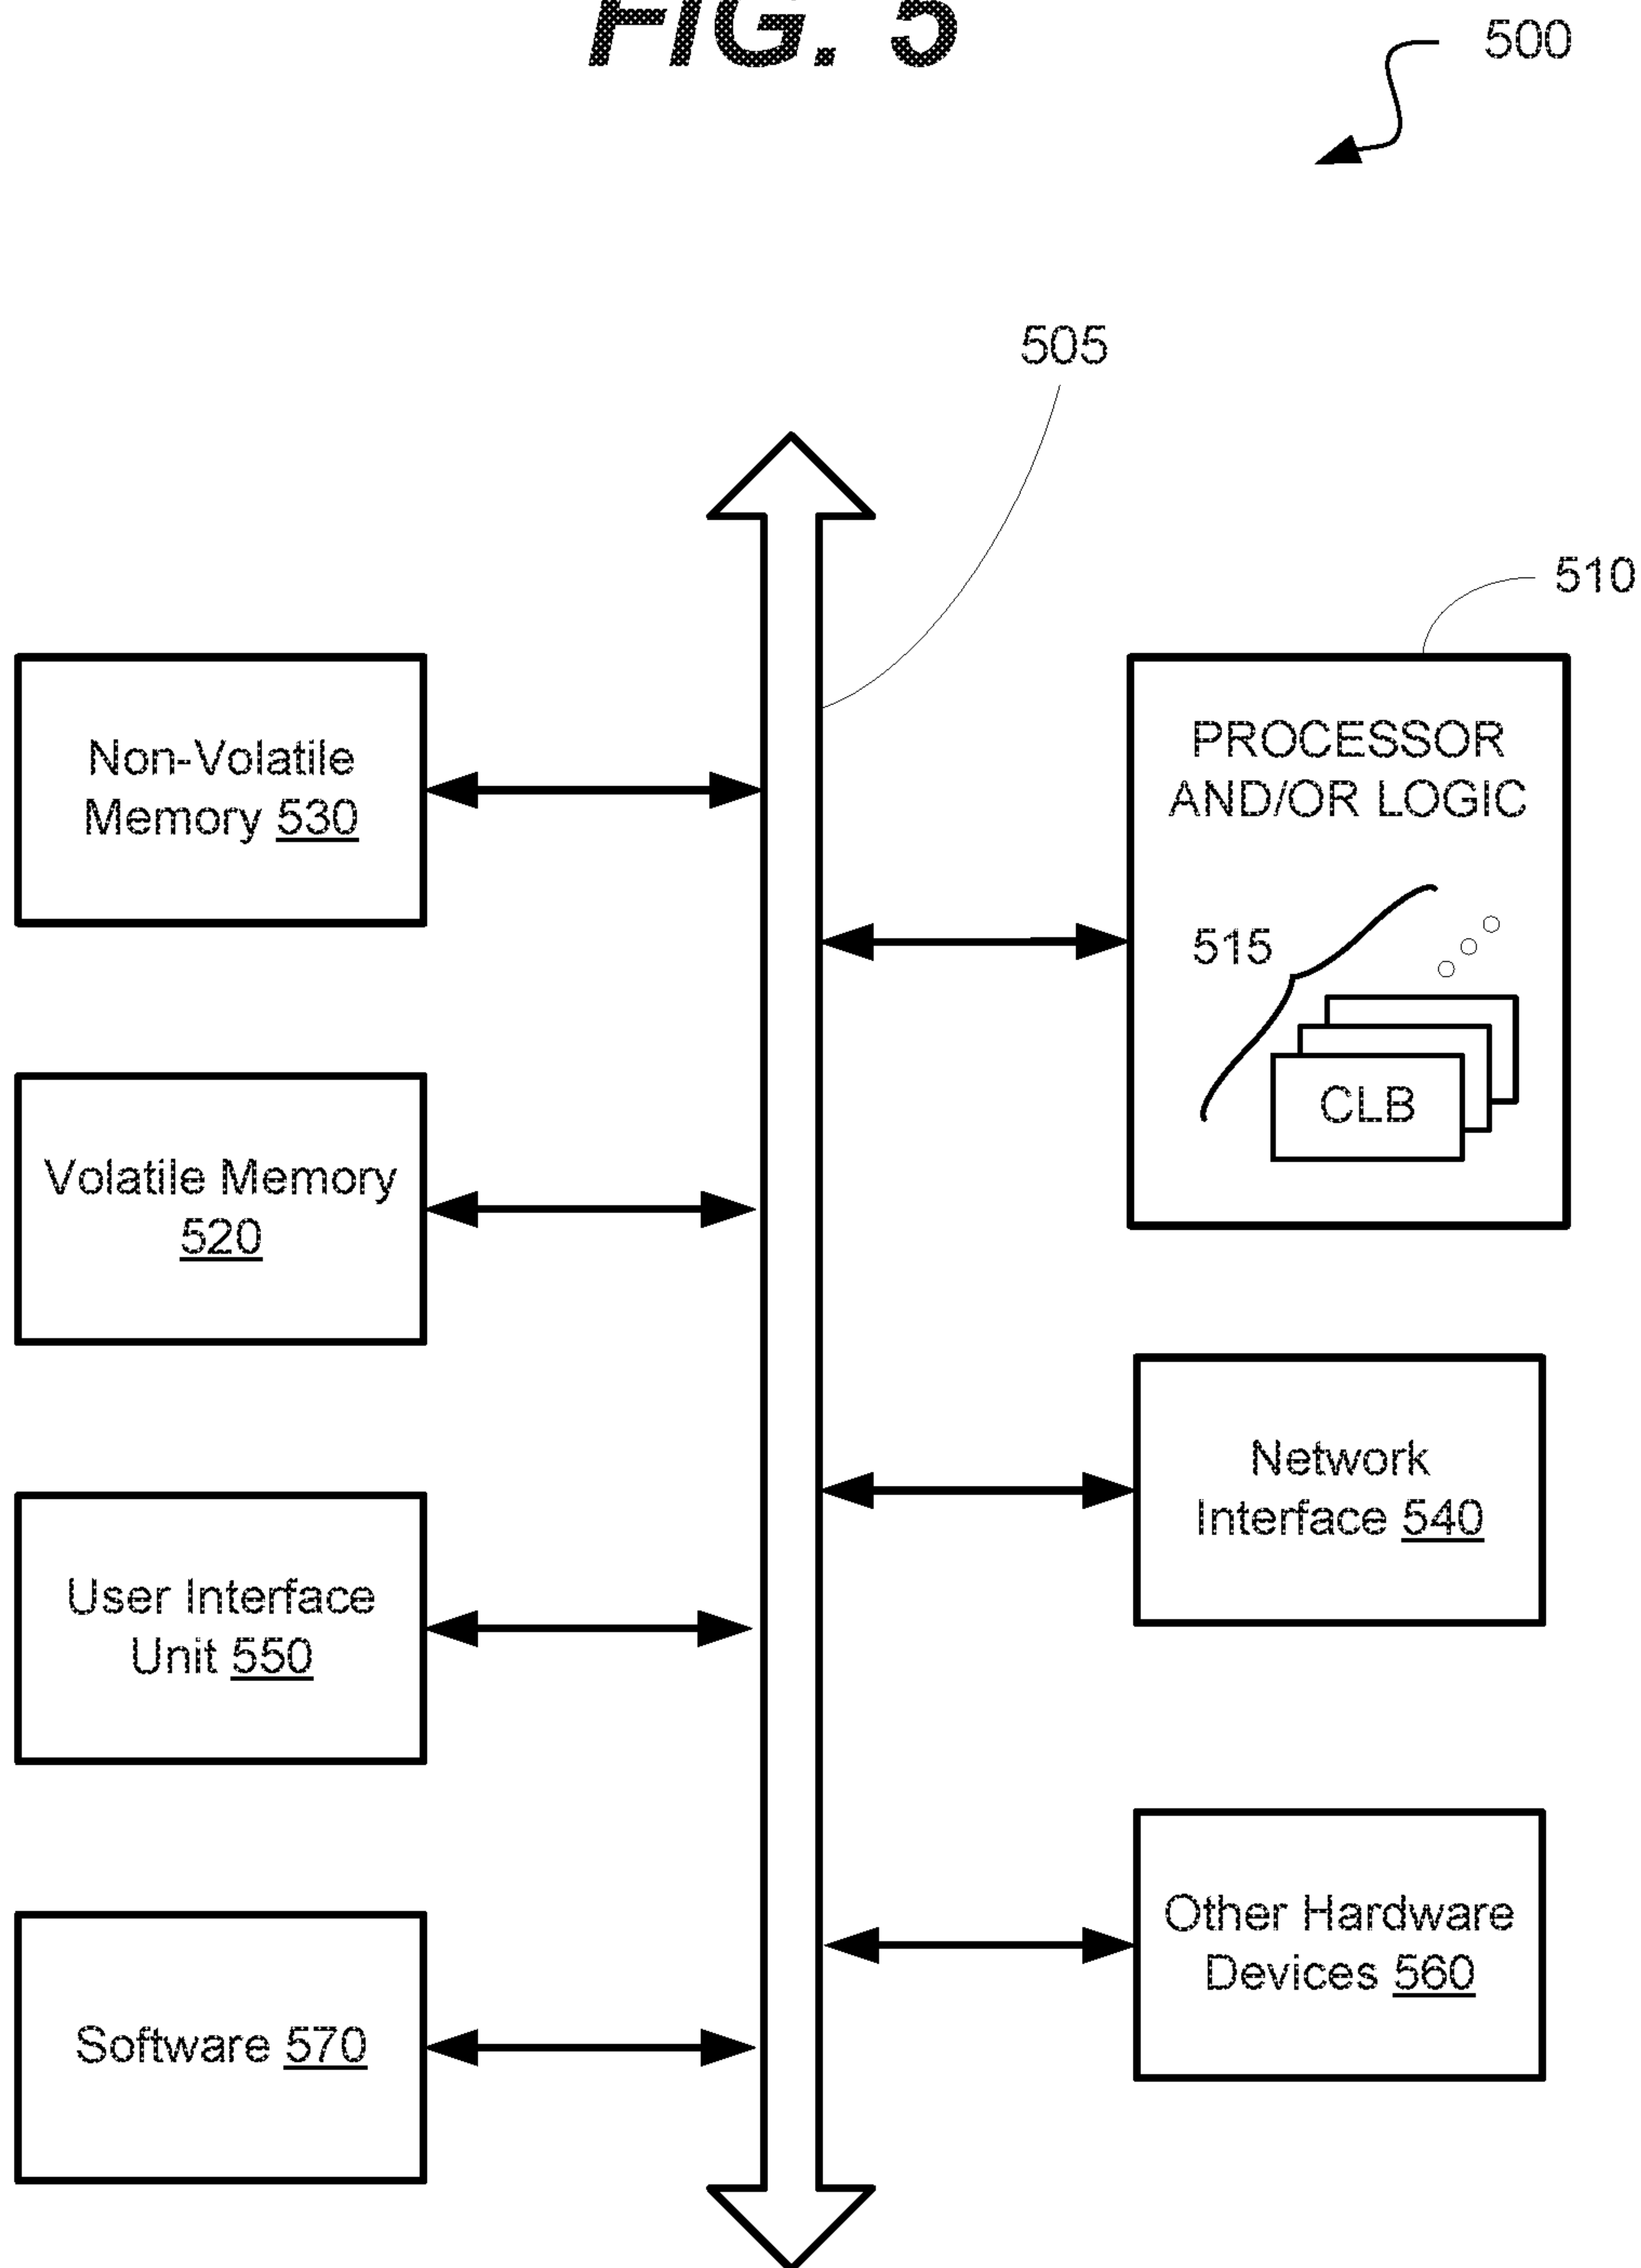 FIG. 5
500
505
510
Non-Volatile
Memory 530
PROCESSOR
AND/OR LOGIC
515
CLB
Volatile Memory
520
Network
Interface 540
User Interface
Unit 550
Other Hardware
Devices 560
Software 570